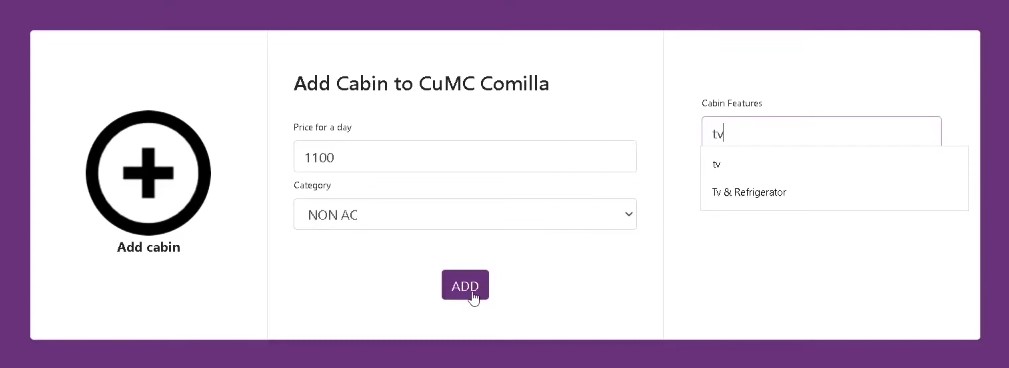 Add cabin
Add Cabin to CuMC Comilla
Price for a day
1100
Category
NON AC
ADD
Cabin Features
tv
tv
Tv & Refrigerator